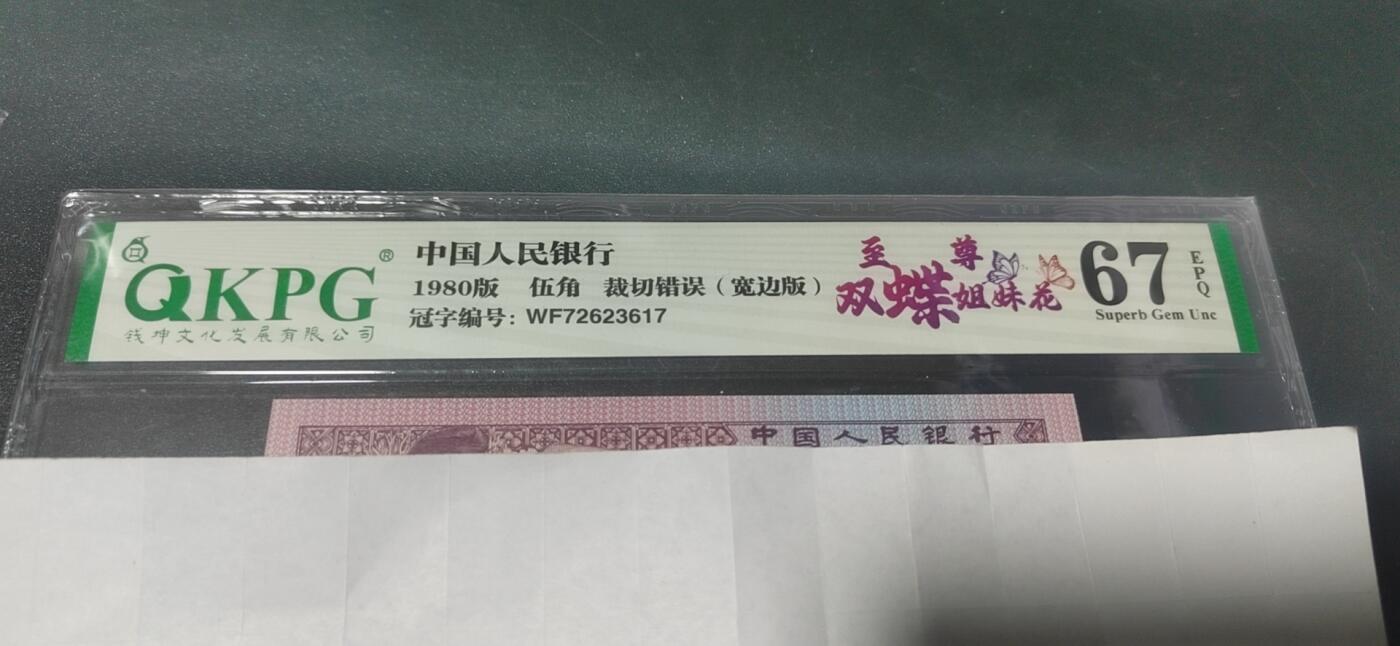 QKPG®
钱坤文化发展有限公司
中国人民银行
1980版 伍角 裁切错误（宽边版）
冠字编号：WF72623617
至尊
双蝶姐妹花
67
EPQ
Superb Gem Unc
中国人民银行